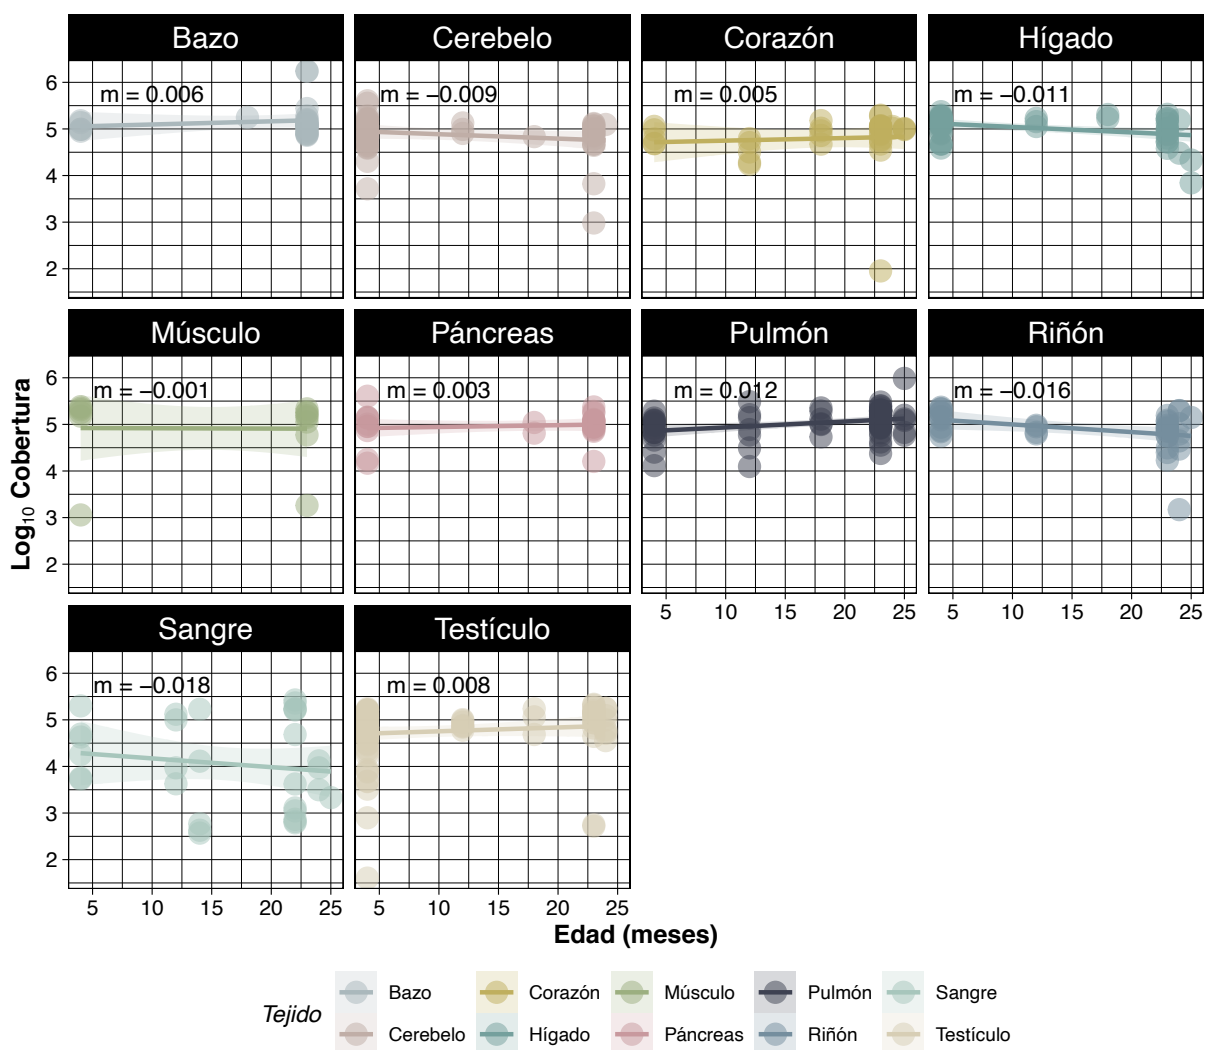 Bazo Cerebelo Corazón Hígado
m = 0.006 m = −0.009 m = 0.005 m = −0.011
6
5
4
3
2
Músculo Páncreas Pulmón Riñón
m = −0.001 m = 0.003 m = 0.012 m = −0.016
6
5
4
3
2
5 10 15 20 25 5 10 15 20 25
Log10 Cobertura
Sangre Testículo
m = −0.018 m = 0.008
6
5
4
3
2
5 10 15 20 25 5 10 15 20 25
Edad (meses)
Tejido
Bazo Corazón Músculo Pulmón Sangre
Cerebelo Hígado Páncreas Riñón Testículo